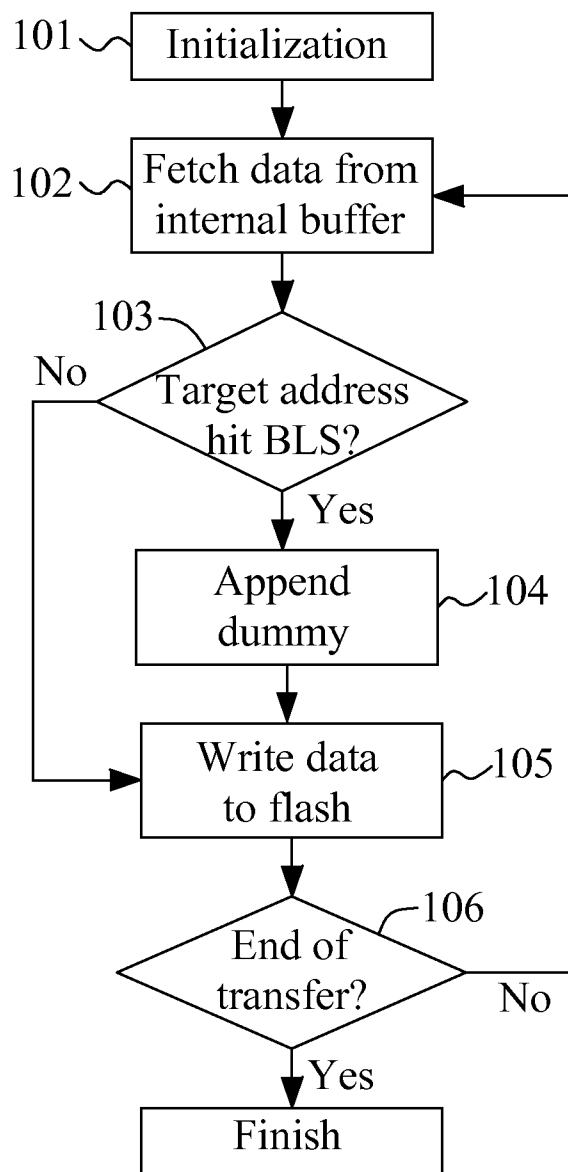 101
Initialization
102
Fetch data from
internal buffer
103
No
Target address
hit BLS?
Yes
Append
dummy
104
Write data
to flash
105
106
End of
transfer?
No
Yes
Finish